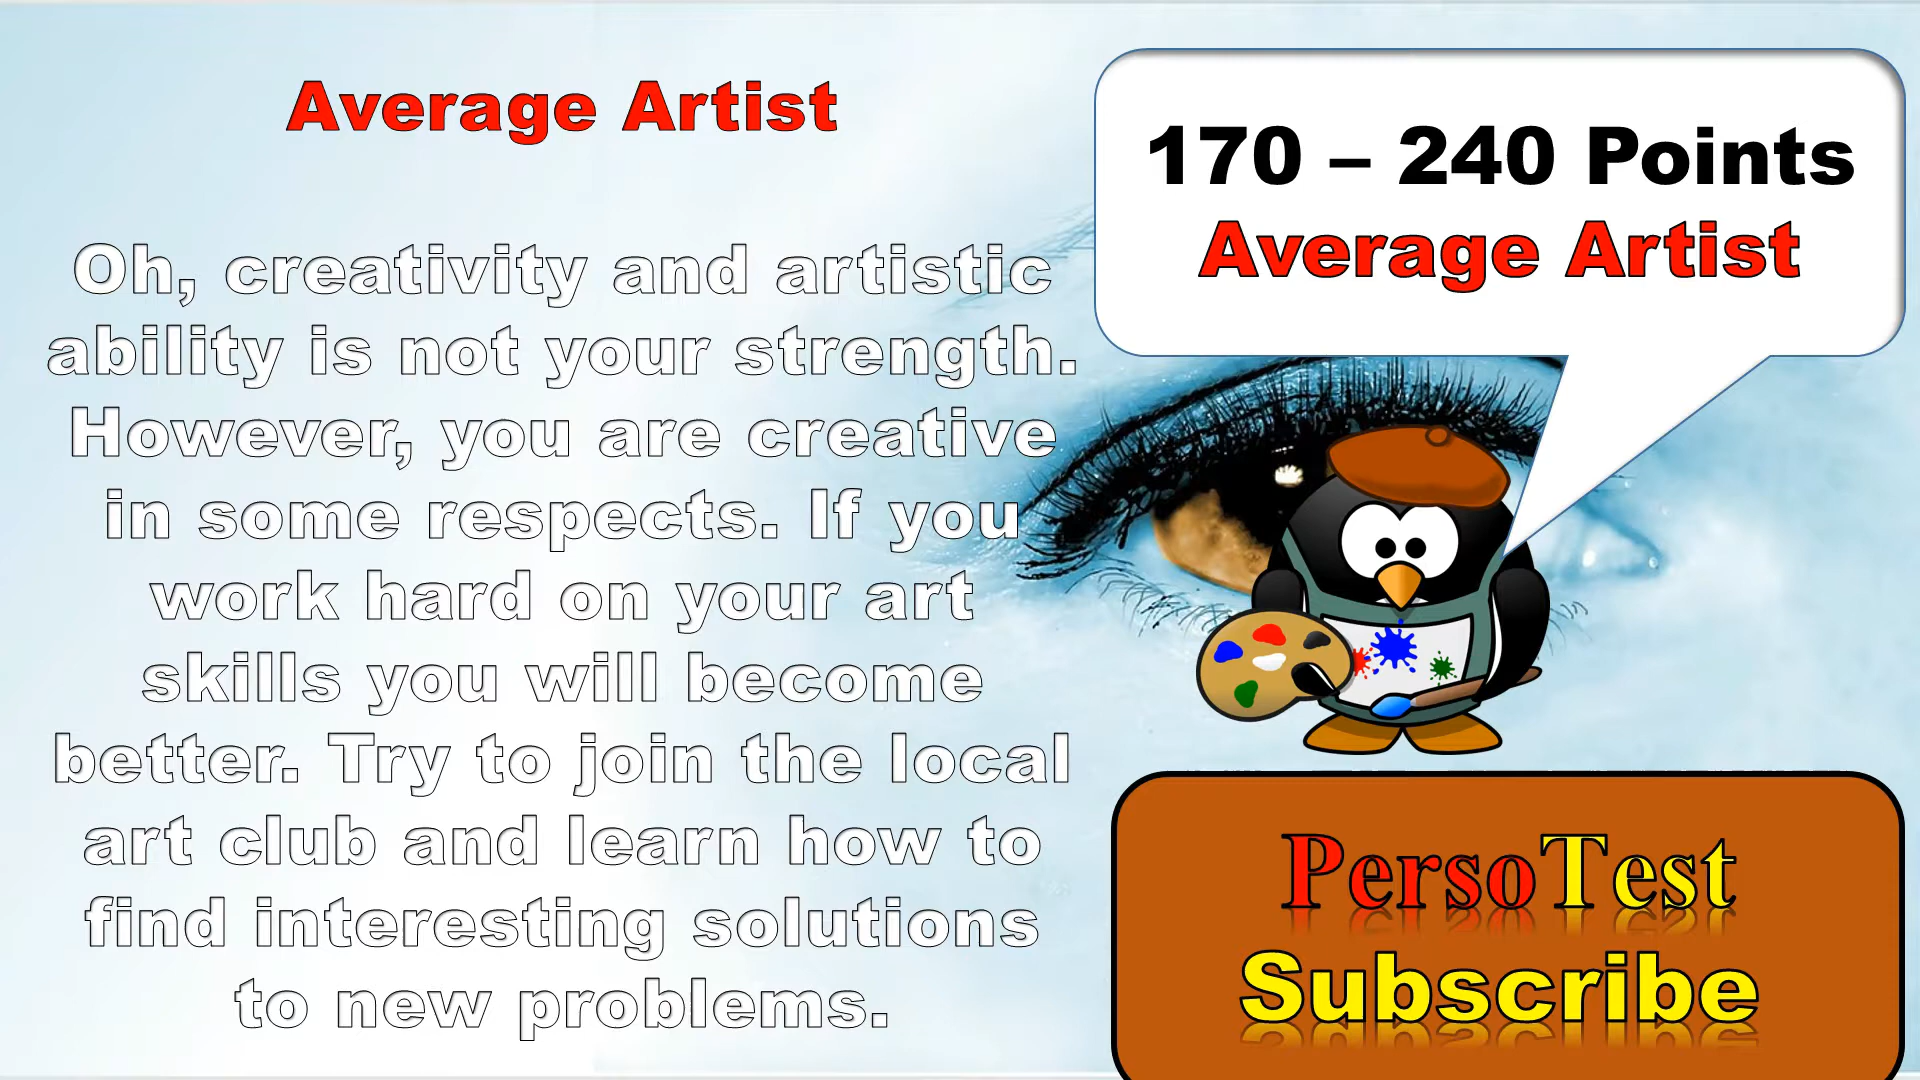 Average Artist
Oh, creativity and artistic
ability is not your strength.
However, you are creative
in some respects. If you
work hard on your art
skills you will become
better. Try to join the local
art club and learn how to
find interesting solutions
to new problems.
170 – 240 Points
Average Artist
PersoTest
Subscribe